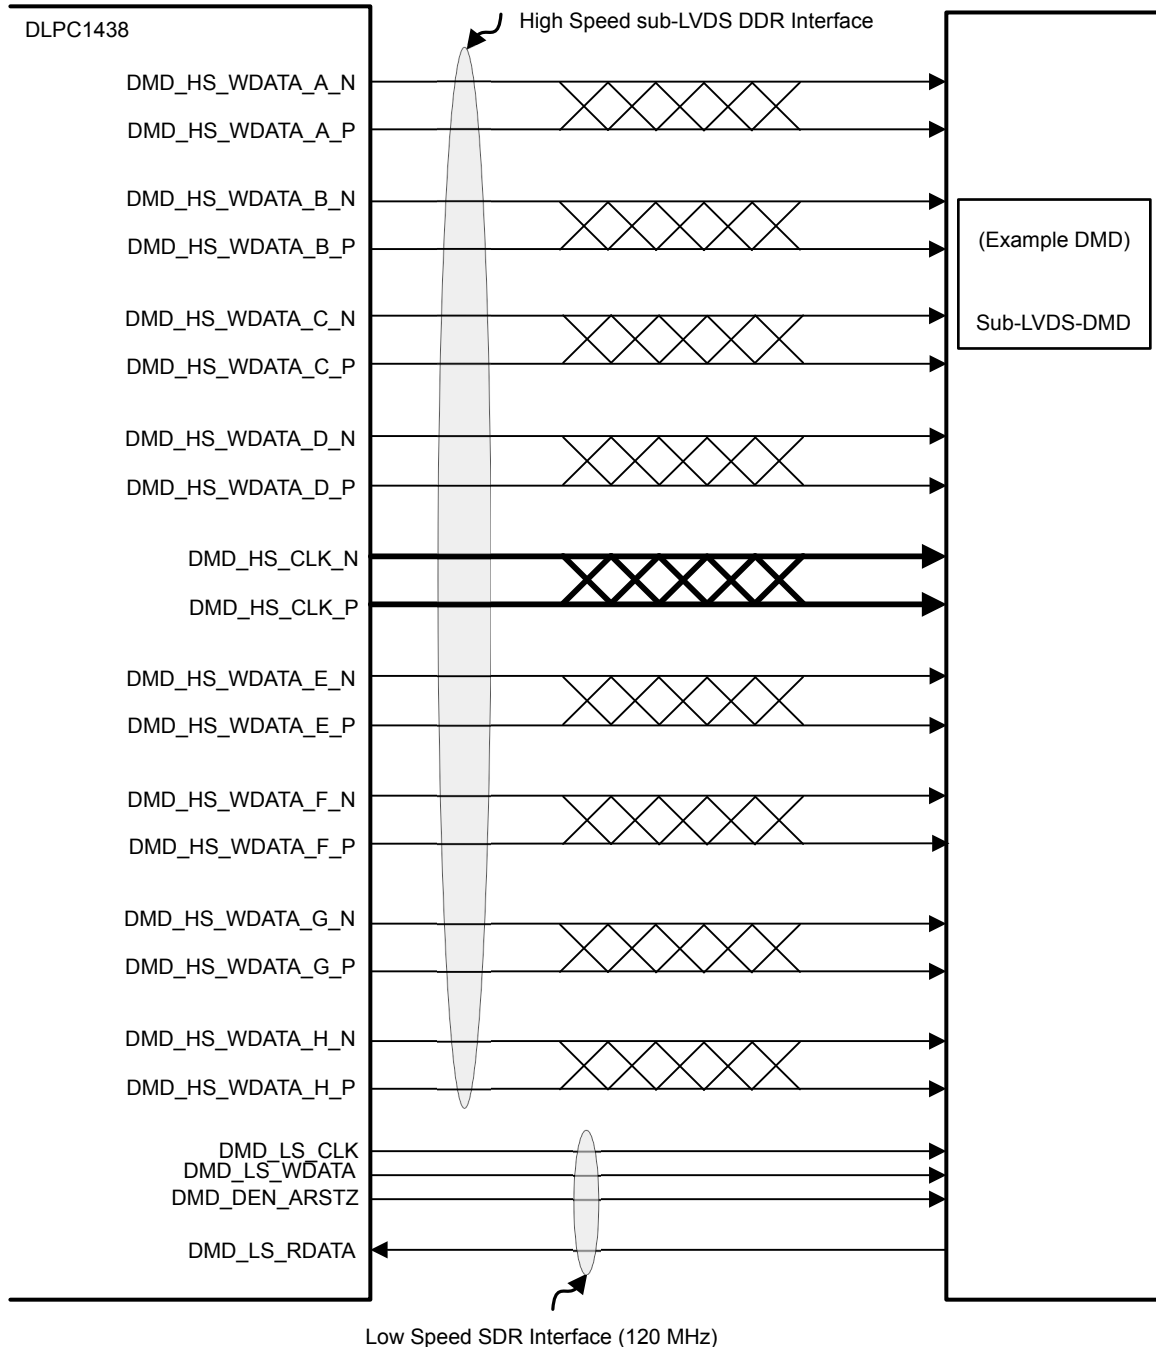 DLPC1438
High Speed sub-LVDS DDR Interface
DMD_HS_WDATA_A_N
DMD_HS_WDATA_A_P
DMD_HS_WDATA_B_N
DMD_HS_WDATA_B_P
(Example DMD)
Sub-LVDS-DMD
DMD_HS_WDATA_C_N
DMD_HS_WDATA_C_P
DMD_HS_WDATA_D_N
DMD_HS_WDATA_D_P
DMD_HS_CLK_N
DMD_HS_CLK_P
DMD_HS_WDATA_E_N
DMD_HS_WDATA_E_P
DMD_HS_WDATA_F_N
DMD_HS_WDATA_F_P
DMD_HS_WDATA_G_N
DMD_HS_WDATA_G_P
DMD_HS_WDATA_H_N
DMD_HS_WDATA_H_P
DMD_LS_CLK
DMD_LS_WDATA
DMD_DEN_ARSTZ
DMD_LS_RDATA
Low Speed SDR Interface (120 MHz)